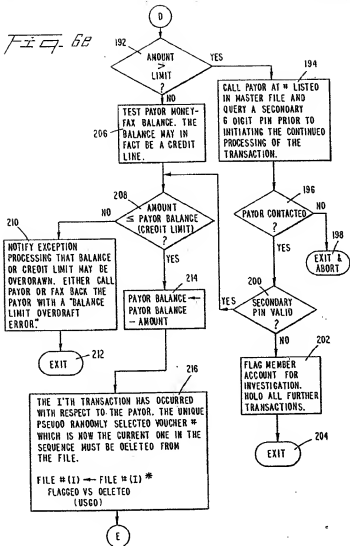 Fig. 6e
D
192
AMOUNT
>
LIMIT
?
YES
NO
194
CALL PAYOR AT # LISTED
IN MASTER FILE AND
QUERY A SECONDARY
6 DIGIT PIN PRIOR TO
INITIATING THE CONTINUED
PROCESSING OF THE
TRANSACTION.
206
TEST PAYOR MONEY-
FAX BALANCE. THE
BALANCE MAY IN
FACT BE A CREDIT
LINE.
196
PAYOR CONTACTED
?
NO
YES
198
EXIT &
ABORT
208
AMOUNT
≤ PAYOR BALANCE
(CREDIT LIMIT)
?
NO
YES
210
NOTIFY EXCEPTION
PROCESSING THAT BALANCE
OR CREDIT LIMIT MAY BE
OVERDRAWN. EITHER CALL
PAYOR OR FAX BACK THE
PAYOR WITH A "BALANCE
LIMIT OVERDRAFT
ERROR."
212
EXIT
214
PAYOR BALANCE ←
PAYOR BALANCE
– AMOUNT
200
SECONDARY
PIN VALID
?
YES
NO
202
FLAG MEMBER
ACCOUNT FOR
INVESTIGATION.
HOLD ALL FURTHER
TRANSACTIONS.
204
EXIT
216
THE I'TH TRANSACTION HAS OCCURRED
WITH RESPECT TO THE PAYOR. THE UNIQUE
PSEUDO RANDOMLY SELECTED VOUCHER #
WHICH IS NOW THE CURRENT ONE IN THE
SEQUENCE MUST BE DELETED FROM
THE FILE.
FILE #(I) ← FILE #(I) *
FLAGGED VS DELETED
(USED)
E